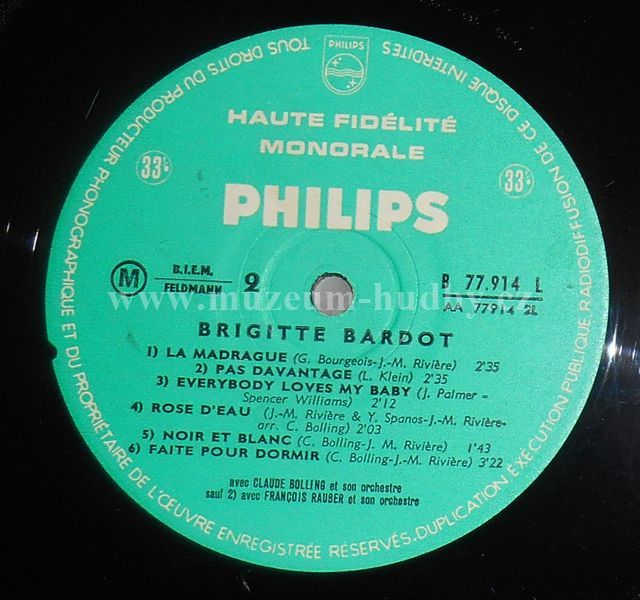 TOUS DROITS DU PRODUCTEUR PHONOGRAPHIQUE ET DU PROPRIÉTAIRE DE L'ŒUVRE ENREGISTRÉE RÉSERVÉS. DUPLICATION EXÉCUTION PUBLIQUE, RADIODIFFUSION DE CE DISQUE INTERDITES
PHILIPS
HAUTE FIDÉLITÉ
MONORALE
33⅓ 33⅓
PHILIPS
M B.I.E.M. FELDMANN 2 B 77.914 L
AA 77914 2L
www.muzeum-hudby.cz
BRIGITTE BARDOT
1) LA MADRAGUE (G. Bourgeois-J.-M. Rivière) 2'35
2) PAS DAVANTAGE (L. Klein) 2'35
3) EVERYBODY LOVES MY BABY (J. Palmer -
Spencer Williams) 2'12
4) ROSE D'EAU (J.-M. Rivière & Y. Spanos-J.-M. Rivière-
arr. C. Bolling) 2'03
5) NOIR ET BLANC (C. Bolling-J. M. Rivière) 1'43
6) FAITE POUR DORMIR (C. Bolling-J.-M. Rivière) 3'22
avec CLAUDE BOLLING et son orchestre
sauf 2) avec FRANÇOIS RAUBER et son orchestre